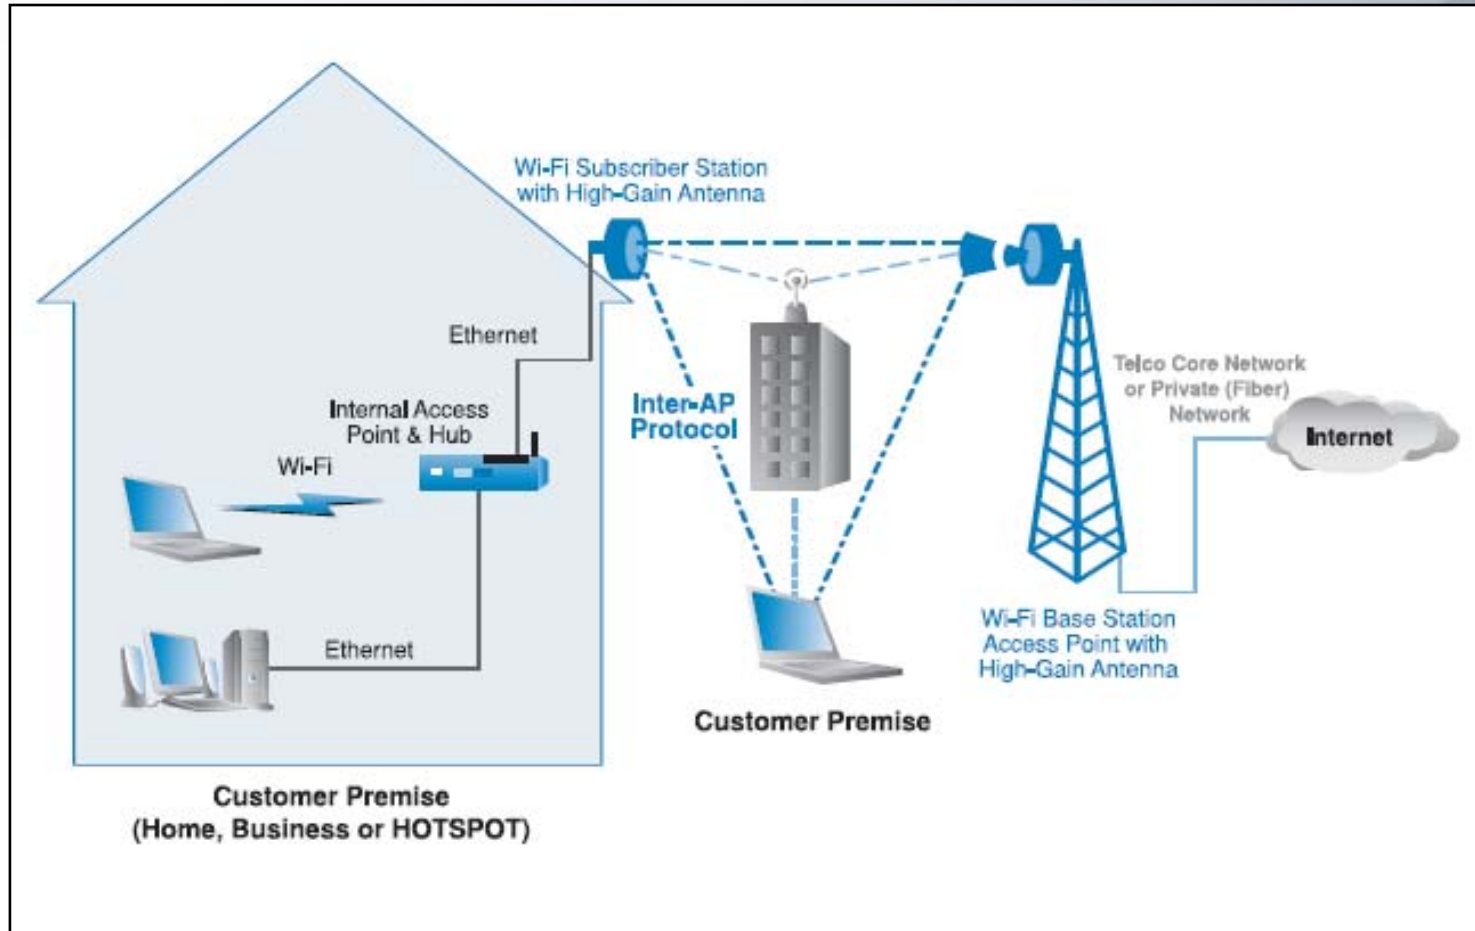 Wi-Fi Subscriber Station
with High-Gain Antenna
Ethernet
Internal Access
Point & Hub
Wi-Fi
Ethernet
Inter-AP
Protocol
Telco Core Network
or Private (Fiber)
Network
Internet
Wi-Fi Base Station
Access Point with
High-Gain Antenna
Customer Premise
Customer Premise
(Home, Business or HOTSPOT)